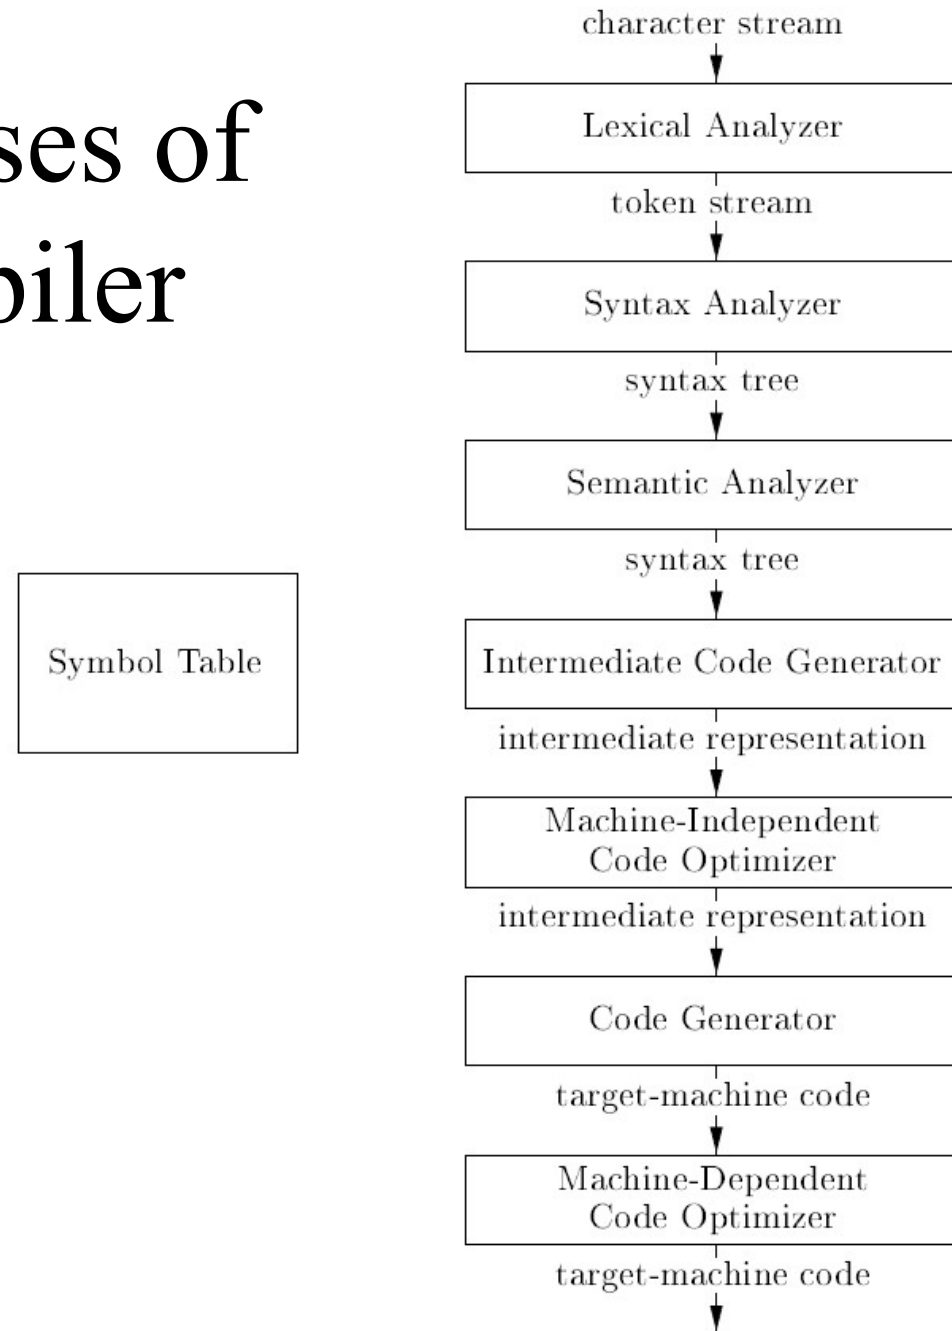 ses of
piler
character stream
Lexical Analyzer
token stream
Syntax Analyzer
syntax tree
Semantic Analyzer
syntax tree
Symbol Table
Intermediate Code Generator
intermediate representation
Machine-Independent
Code Optimizer
intermediate representation
Code Generator
target-machine code
Machine-Dependent
Code Optimizer
target-machine code